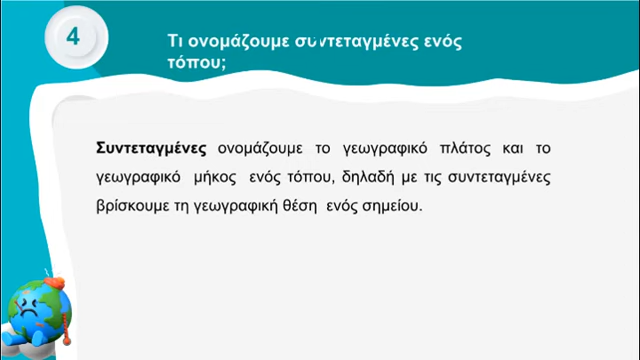 4
Τι ονομάζουμε συντεταγμένες ενός
τόπου;
Συντεταγμένες ονομάζουμε το γεωγραφικό πλάτος και το
γεωγραφικό μήκος ενός τόπου, δηλαδή με τις συντεταγμένες
βρίσκουμε τη γεωγραφική θέση ενός σημείου.